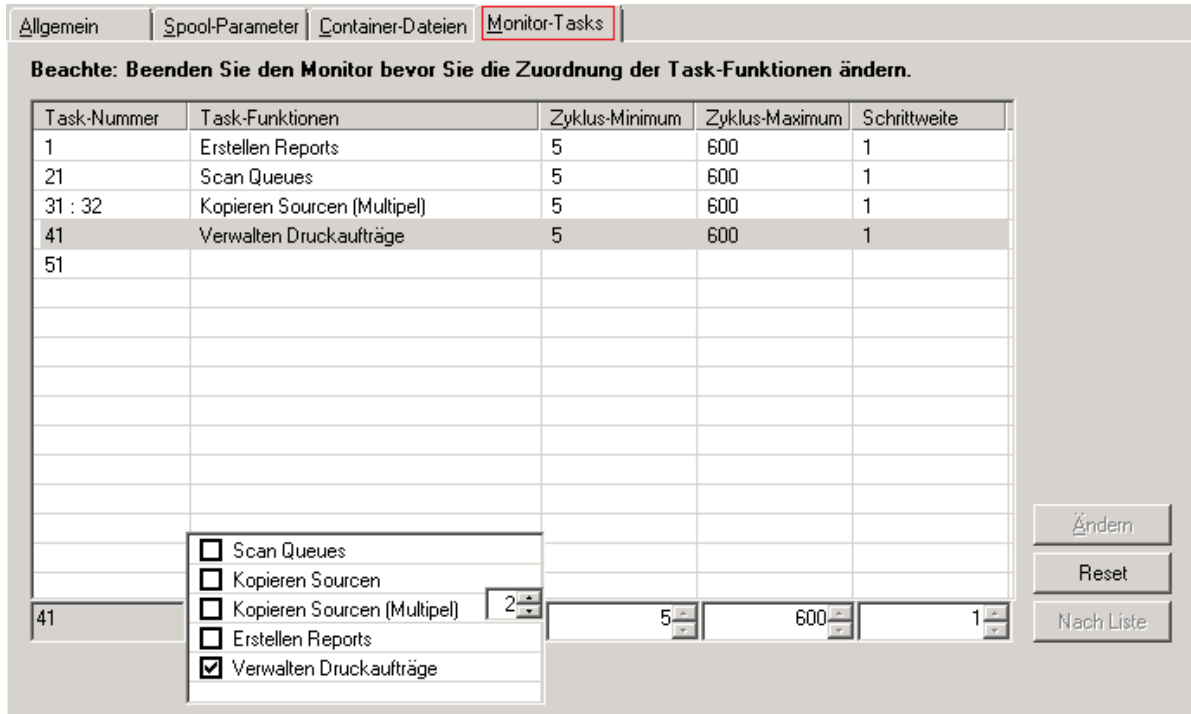 Allgemein Spool-Parameter Container-Dateien Monitor-Tasks
Beachte: Beenden Sie den Monitor bevor Sie die Zuordnung der Task-Funktionen ändern.
Task-Nummer Task-Funktionen Zyklus-Minimum Zyklus-Maximum Schrittweite
1 Erstellen Reports 5 600 1
21 Scan Queues 5 600 1
31 : 32 Kopieren Sourcen (Multipel) 5 600 1
41 Verwalten Druckaufträge 5 600 1
51
Ändern
Scan Queues
Kopieren Sourcen
Reset
Kopieren Sourcen (Multipel) 2
41 5 600 1 Nach Liste
Erstellen Reports
Verwalten Druckaufträge